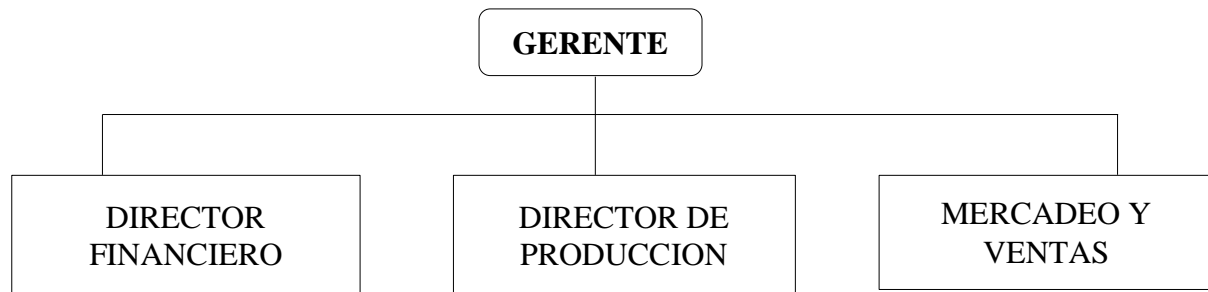 GERENTE
DIRECTOR
FINANCIERO
DIRECTOR DE
PRODUCCION
MERCADEO Y
VENTAS